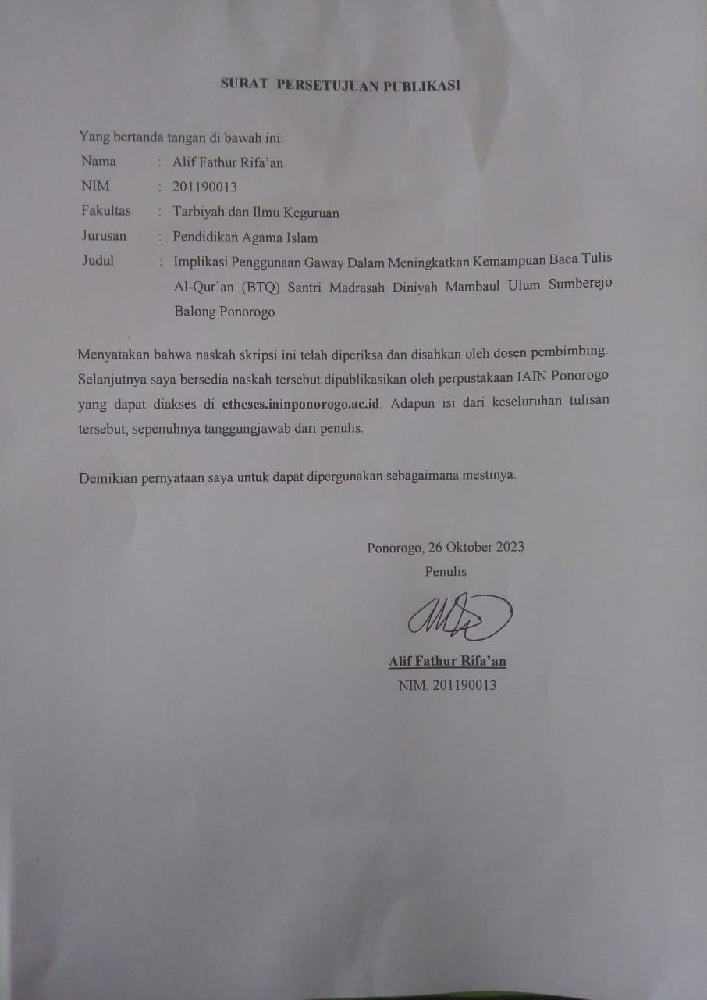 SURAT PERSETUJUAN PUBLIKASI
Yang bertanda tangan di bawah ini:
Nama : Alif Fathur Rifa’an
NIM : 201190013
Fakultas : Tarbiyah dan Ilmu Keguruan
Jurusan : Pendidikan Agama Islam
Judul : Implikasi Penggunaan Gaway Dalam Meningkatkan Kemampuan Baca Tulis
Al-Qur’an (BTQ) Santri Madrasah Diniyah Mambaul Ulum Sumberejo
Balong Ponorogo
Menyatakan bahwa naskah skripsi ini telah diperiksa dan disahkan oleh dosen pembimbing.
Selanjutnya saya bersedia naskah tersebut dipublikasikan oleh perpustakaan IAIN Ponorogo
yang dapat diakses di etheses.iainponorogo.ac.id. Adapun isi dari keseluruhan tulisan
tersebut, sepenuhnya tanggungjawab dari penulis.
Demikian pernyataan saya untuk dapat dipergunakan sebagaimana mestinya.
Ponorogo, 26 Oktober 2023
Penulis
Alif Fathur Rifa’an
NIM. 201190013